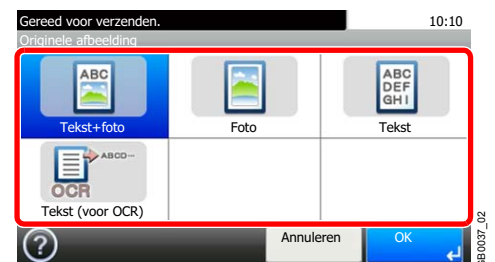 Gereed voor verzenden. 10:10
Originele afbeelding
ABC
ABC
DEF
GHI
Tekst+foto Foto Tekst
ABCD...
OCR
Tekst (voor OCR)
? Annuleren OK
GB0037_02